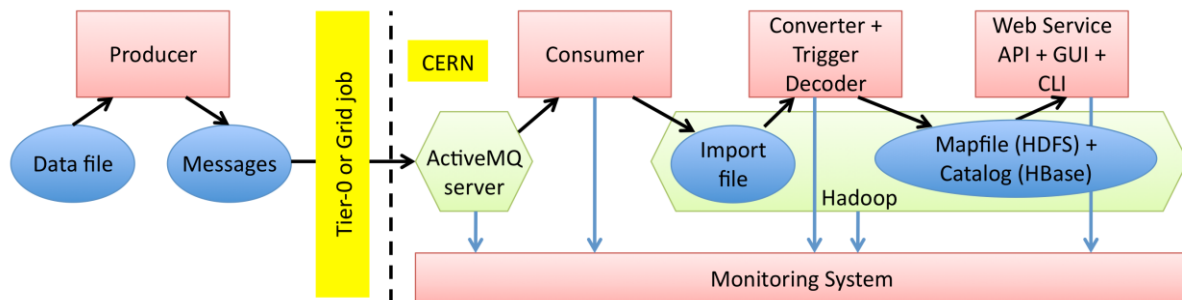 Producer
Data file
Messages
Tier-0 or Grid job
CERN
Consumer
Converter +
Trigger
Decoder
Web Service
API + GUI +
CLI
ActiveMQ
server
Import
file
Mapfile (HDFS) +
Catalog (HBase)
Hadoop
Monitoring System